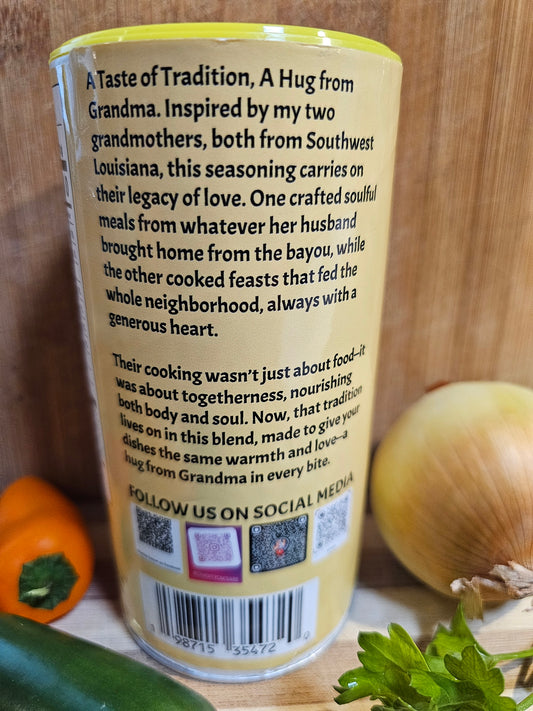 A Taste of Tradition, A Hug from
Grandma. Inspired by my two
grandmothers, both from Southwest
Louisiana, this seasoning carries on
their legacy of love. One crafted soulful
meals from whatever her husband
brought home from the bayou, while
the other cooked feasts that fed the
whole neighborhood, always with a
generous heart.
Their cooking wasn't just about food—it
was about togetherness, nourishing
both body and soul. Now, that tradition
lives on in this blend, made to give your
dishes the same warmth and love—a
hug from Grandma in every bite.
FOLLOW US ON SOCIAL MEDIA
98715 35472 0